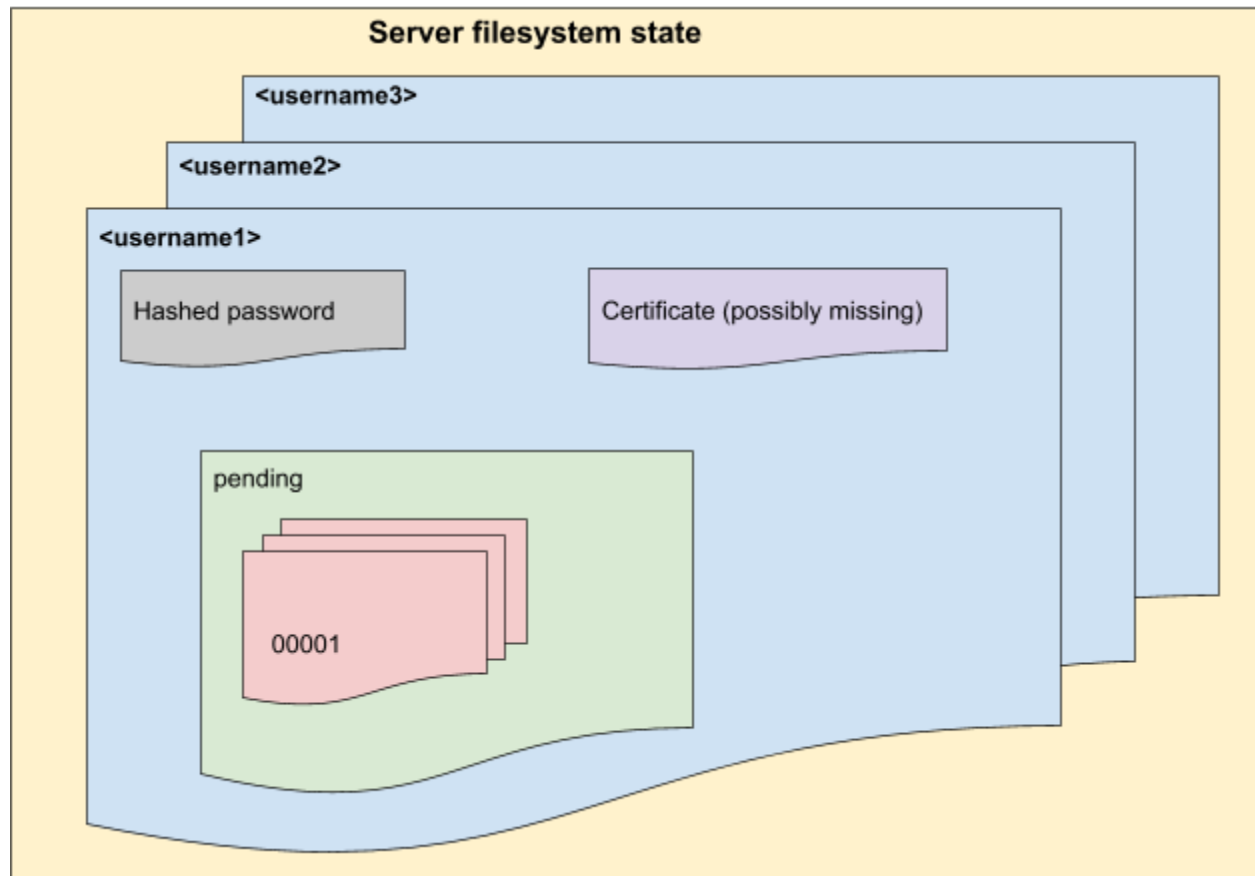 Server filesystem state
<username3>
<username2>
<username1>
Hashed password
Certificate (possibly missing)
pending
00001